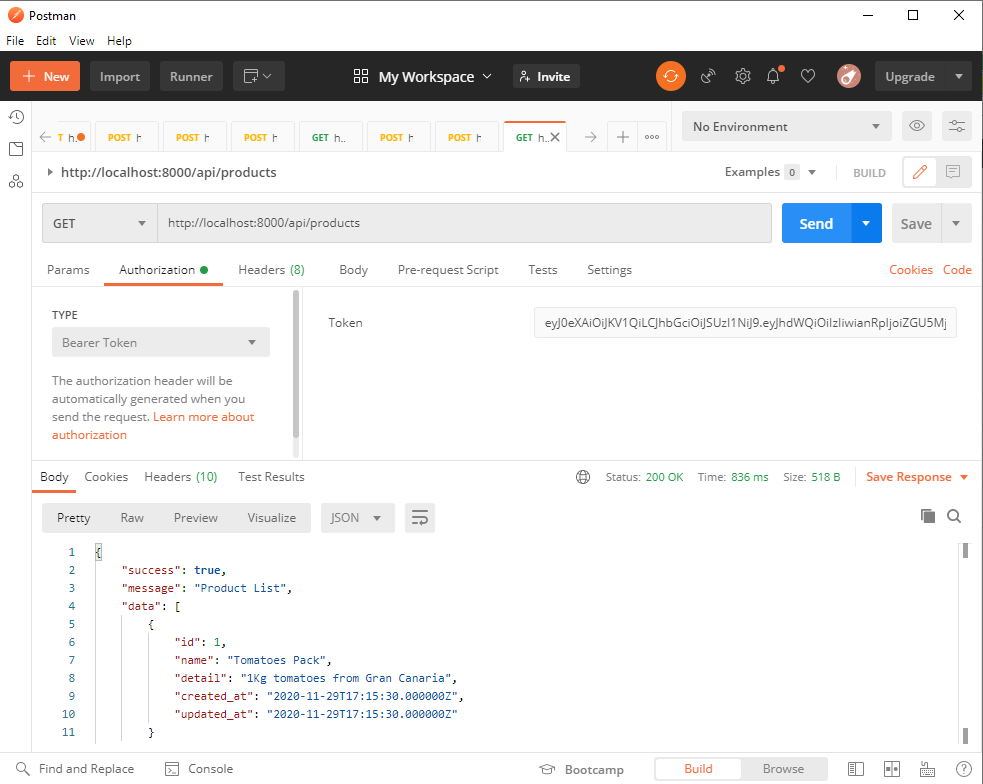 Postman
File Edit View Help
New Import Runner My Workspace Invite Upgrade
T h.. POST h POST h POST h GET h.. POST h POST h GET h.. No Environment
http://localhost:8000/api/products Examples 0 BUILD
GET http://localhost:8000/api/products Send Save
Params Authorization Headers (8) Body Pre-request Script Tests Settings Cookies Code
TYPE
Bearer Token
The authorization header will be
automatically generated when you
send the request. Learn more about
authorization
Token
Body Cookies Headers (10) Test Results Status: 200 OK Time: 836 ms Size: 518 B Save Response
Pretty Raw Preview Visualize JSON
1 {
2 "success": true,
3 "message": "Product List",
4 "data": [
5 {
6 "id": 1,
7 "name": "Tomatoes Pack",
8 "detail": "1Kg tomatoes from Gran Canaria",
9 "created_at": "2020-11-29T17:15:30.000000Z",
10 "updated_at": "2020-11-29T17:15:30.000000Z"
11 }
Find and Replace Console Bootcamp Build Browse